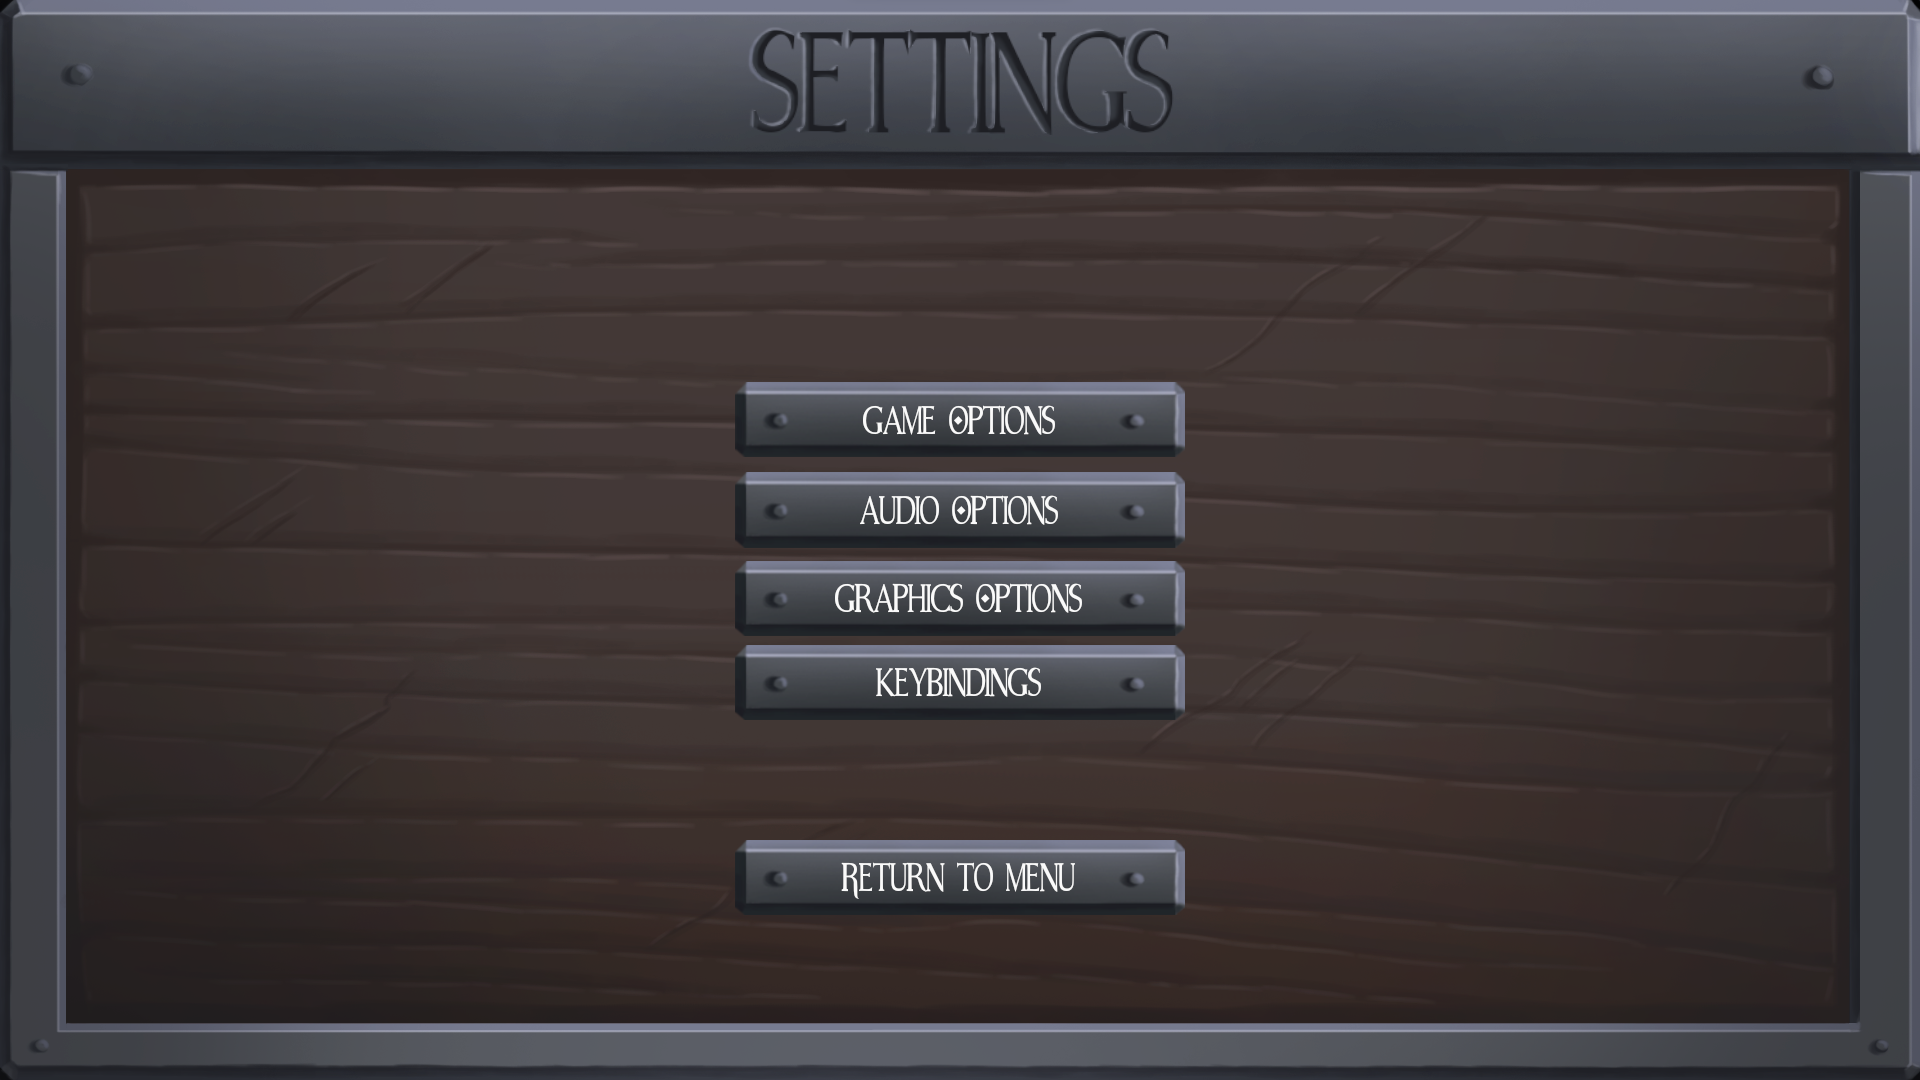 SETTINGS
GAME OPTIONS
AUDIO OPTIONS
GRAPHICS OPTIONS
KEYBINDINGS
RETURN TO MENU